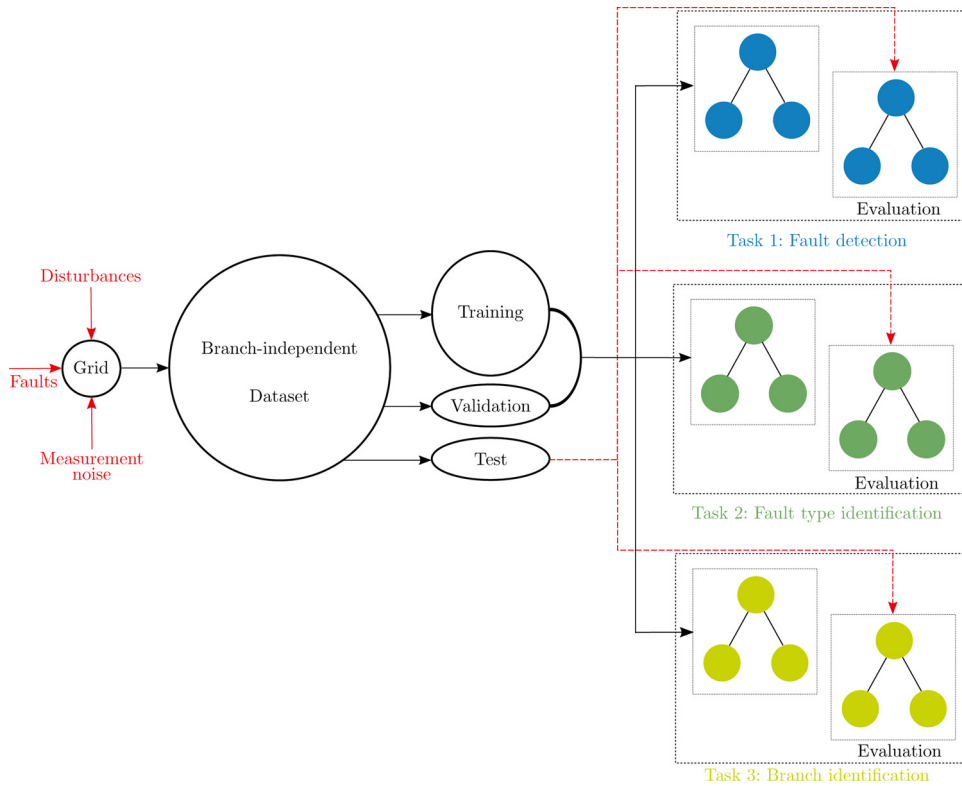 Disturbances
Grid
Faults
Measurement
noise
Branch-independent
Dataset
Training
Validation
Test
Evaluation
Task 1: Fault detection
Evaluation
Task 2: Fault type identification
Evaluation
Task 3: Branch identification